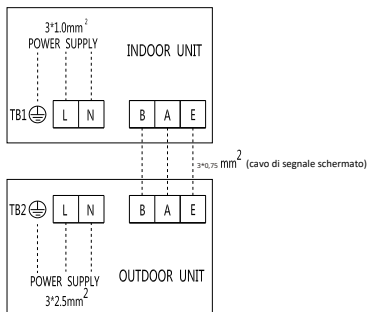 3*1.0mm²
POWER SUPPLY
INDOOR UNIT
TB1 L N B A E
3*0,75 mm² (cavo di segnale schermato)
TB2 L N B A E
POWER SUPPLY
3*2.5mm²
OUTDOOR UNIT